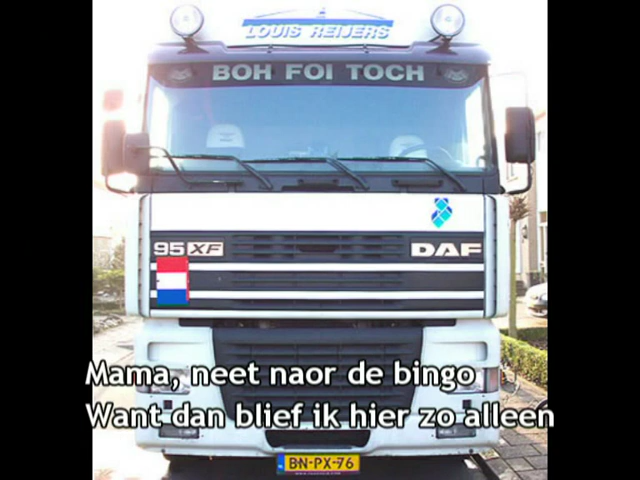 LOUIS REIJERS
BOH FOI TOCH
95XF DAF
Mama, neet naor de bingo
Want dan blief ik hier zo alleen
BN-PX-76